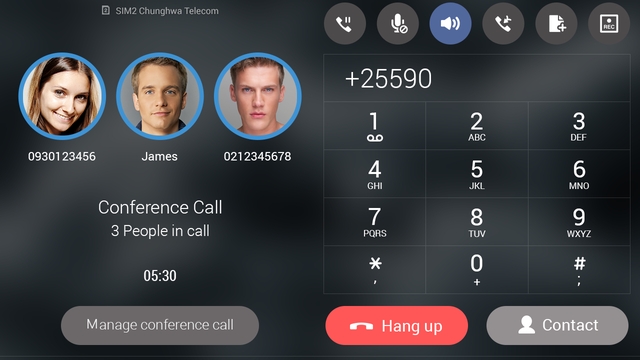 SIM2 Chunghwa Telecom
0930123456
James
0212345678
Conference Call
3 People in call
05:30
Manage conference call
REC
+25590
1
2 ABC
3 DEF
4 GHI
5 JKL
6 MNO
7 PQRS
8 TUV
9 WXYZ
* ,
0 +
# ;
Hang up
Contact